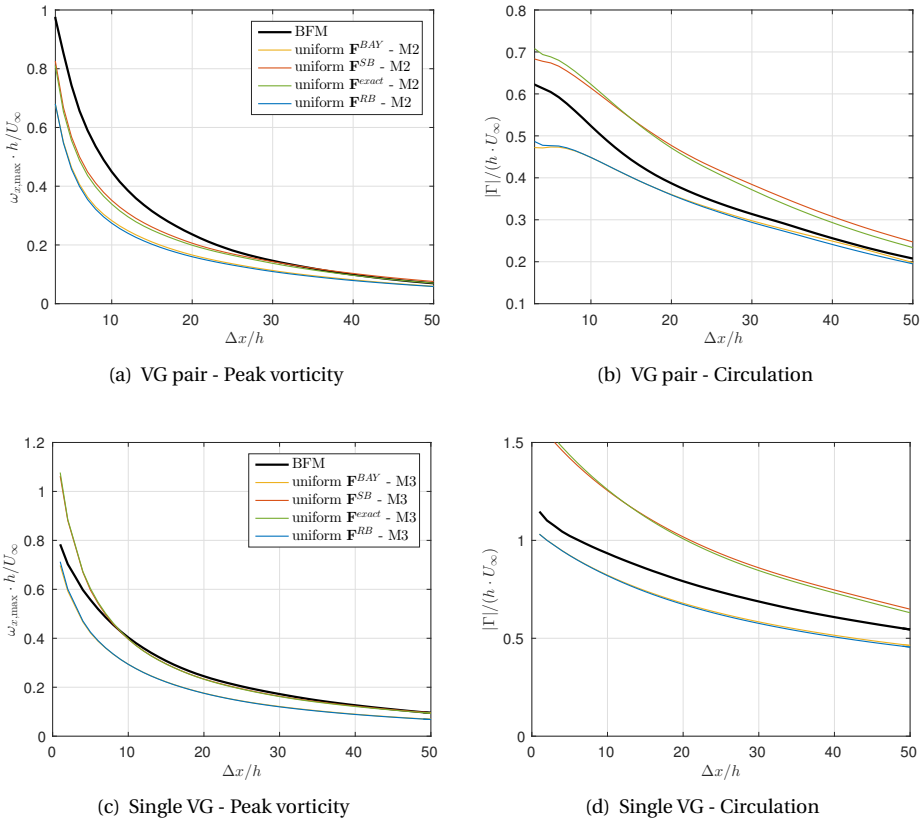 BFM
uniform F^BAY - M2
uniform F^SB - M2
uniform F^exact - M2
uniform F^RB - M2
ω_x,max · h/U_∞
1
0.8
0.6
0.4
0.2
0
10 20 30 40 50
Δx/h
(a) VG pair - Peak vorticity
|Γ|/(h · U_∞)
0.7
0.6
0.5
0.4
0.3
0.2
0.1
10 20 30 40 50
Δx/h
(b) VG pair - Circulation
BFM
uniform F^BAY - M3
uniform F^SB - M3
uniform F^exact - M3
uniform F^RB - M3
ω_x,max · h/U_∞
1.2
1
0.8
0.6
0.4
0.2
0
0 10 20 30 40 50
Δx/h
(c) Single VG - Peak vorticity
|Γ|/(h · U_∞)
1.5
1
0.5
0
0 10 20 30 40 50
Δx/h
(d) Single VG - Circulation